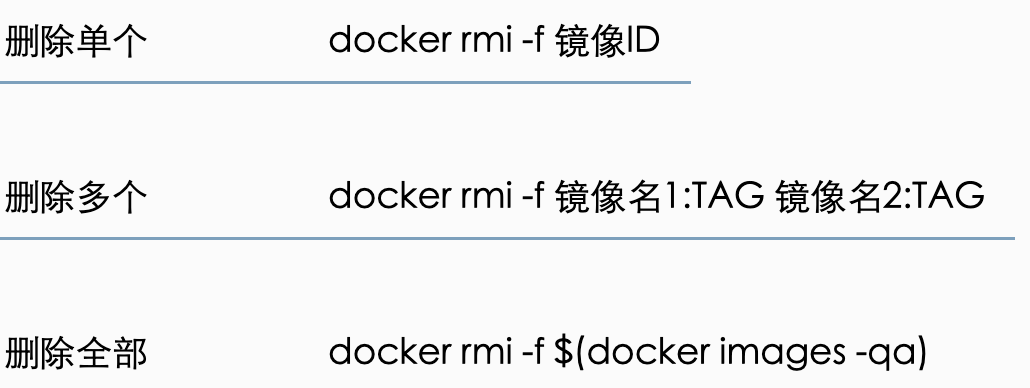 删除单个 docker rmi -f 镜像ID
删除多个 docker rmi -f 镜像名1:TAG 镜像名2:TAG
删除全部 docker rmi -f $(docker images -qa)